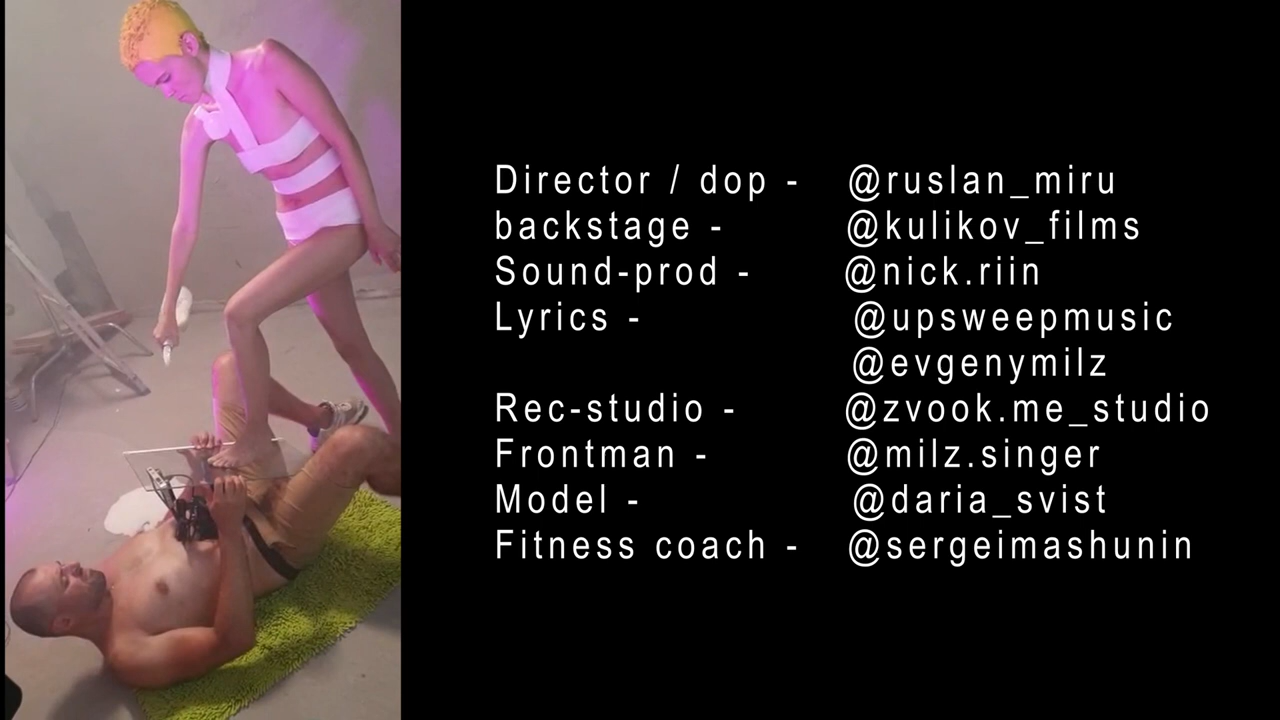 Director / dop - @ruslan_miru
backstage - @kulikov_films
Sound-prod - @nick.riin
Lyrics - @upsweepmusic
@evgenymilz
Rec-studio - @zvook.me_studio
Frontman - @milz.singer
Model - @daria_svist
Fitness coach - @sergeimashunin